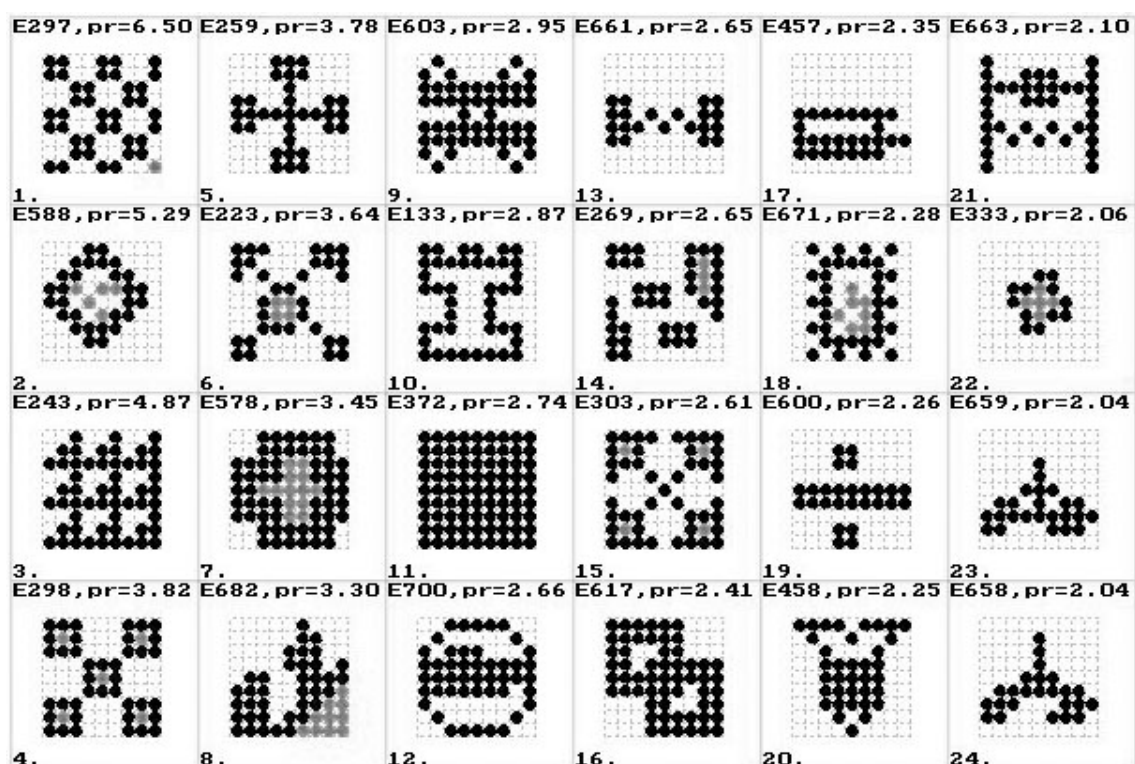 E297,pr=6.50 E259,pr=3.78 E603,pr=2.95 E661,pr=2.65 E457,pr=2.35 E663,pr=2.10
1. 5. 9. 13. 17. 21.
E588,pr=5.29 E223,pr=3.64 E133,pr=2.87 E269,pr=2.65 E671,pr=2.28 E333,pr=2.06
2. 6. 10. 14. 18. 22.
E243,pr=4.87 E578,pr=3.45 E372,pr=2.74 E303,pr=2.61 E600,pr=2.26 E659,pr=2.04
3. 7. 11. 15. 19. 23.
E298,pr=3.82 E682,pr=3.30 E700,pr=2.66 E617,pr=2.41 E458,pr=2.25 E658,pr=2.04
4. 8. 12. 16. 20. 24.